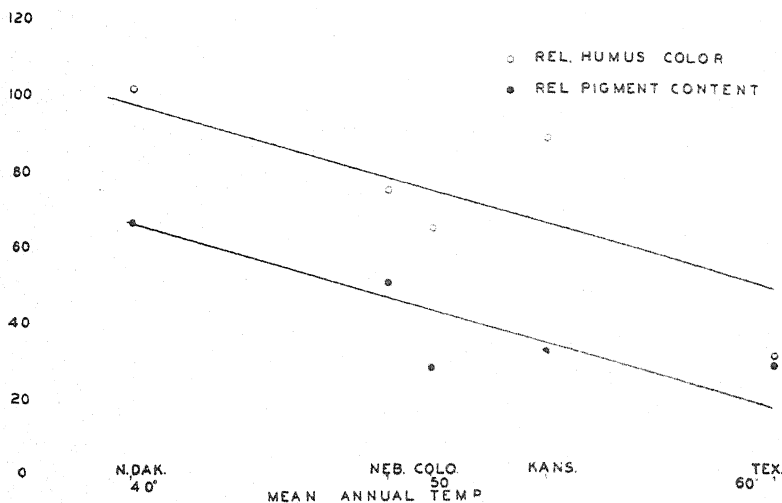 120
REL. HUMUS COLOR
REL PIGMENT CONTENT
100
80
60
40
20
0
N.DAK. NEB. COLO. KANS. TEX.
40° 50 60°
MEAN ANNUAL TEMP